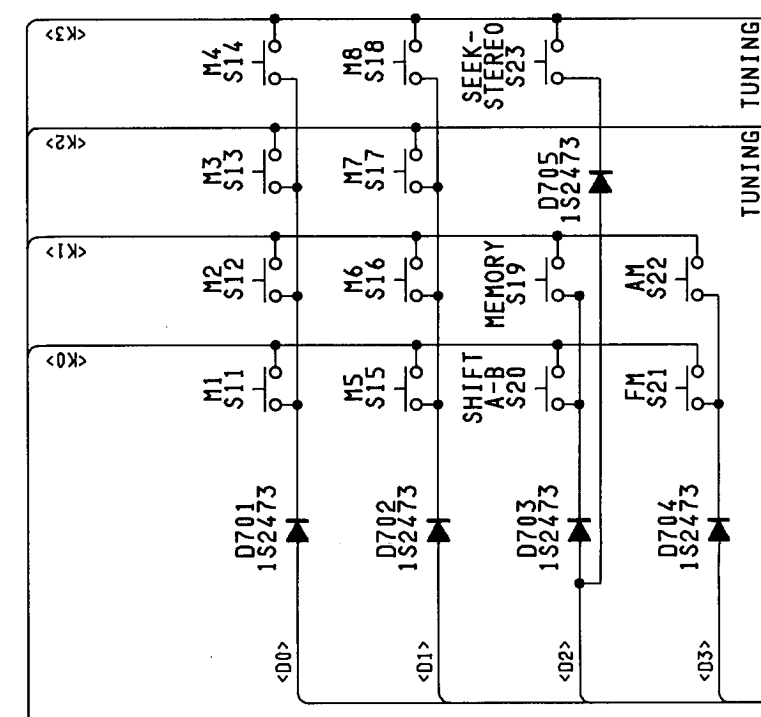 <K3>
M4
S14
M8
S18
SEEK-
STEREO
S23
TUNING
<K2>
M3
S13
M7
S17
D705
1S2473
TUNING
<K1>
M2
S12
M6
S16
MEMORY
S19
AM
S22
<K0>
M1
S11
M5
S15
SHIFT
A-B
S20
FM
S21
D701
1S2473
D702
1S2473
D703
1S2473
D704
1S2473
<D0>
<D1>
<D2>
<D3>